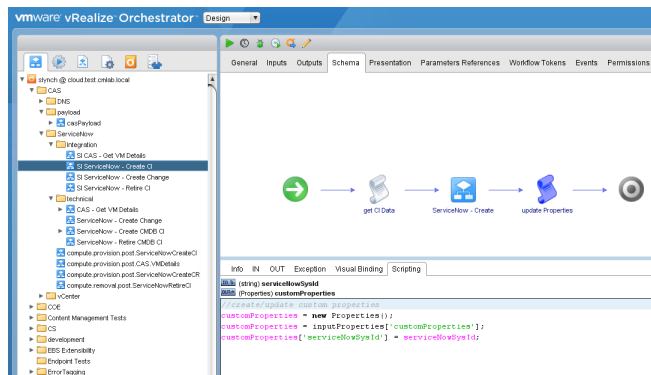 vmware vRealize Orchestrator Design
stynch @ cloud.test.cmlab.local
CAS
DNS
payload
casPayload
ServiceNow
Integration
SI CAS - Get VM Details
SI ServiceNow - Create CI
SI ServiceNow - Create Change
SI ServiceNow - Retire CI
technical
CAS - Get VM Details
ServiceNow - Create Change
ServiceNow - Create CMDB CI
ServiceNow - Retire CMDB CI
compute.provision.post.ServiceNowCreateCI
compute.provision.post.CAS.VMDetails
compute.provision.post.ServiceNowCreateCR
compute.removal.post.ServiceNowRetireCI
vCenter
COE
Content Management Tests
CS
development
EBS Extensibility
Endpoint Tests
ErrorTagging
General Inputs Outputs Schema Presentation Parameters References Workflow Tokens Events Permissions
get CI Data ServiceNow - Create update Properties
Info IN OUT Exception Visual Binding Scripting
(string) serviceNowSysId
(Properties) customProperties
//create/update custom properties
customProperties = new Properties();
customProperties = inputProperties['customProperties'];
customProperties['serviceNowSysId'] = serviceNowSysId;